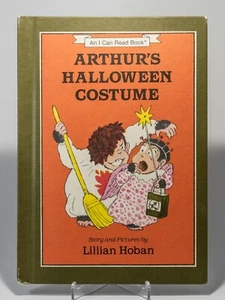 An I Can Read Book®
ARTHUR'S
HALLOWEEN
COSTUME
Story and Pictures by
Lillian Hoban